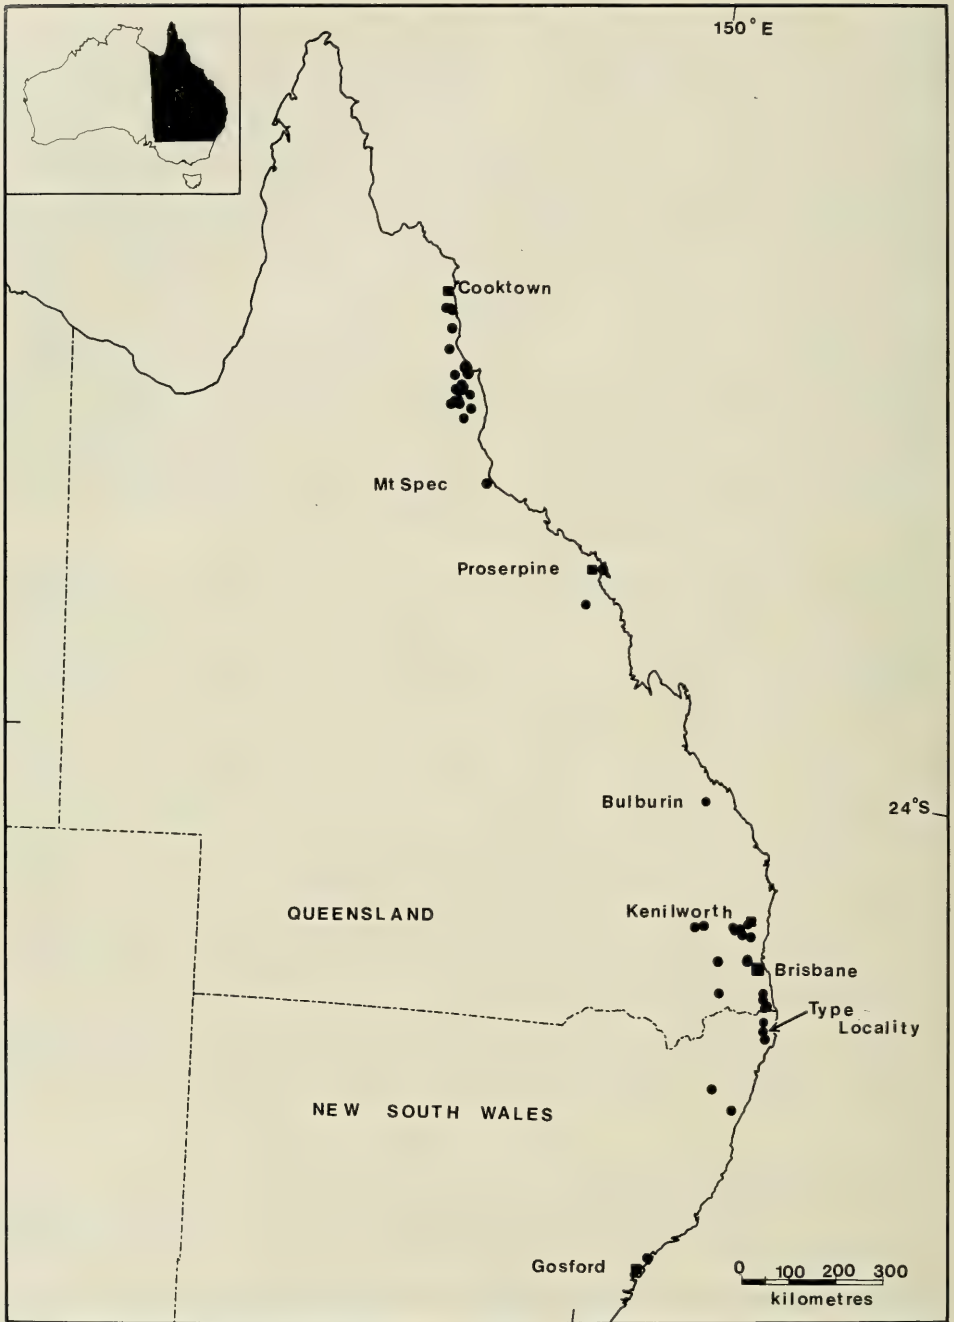 150°E
Cooktown
Mt Spec
Proserpine
Bulburin
24°S
QUEENSLAND
Kenilworth
Brisbane
Type
Locality
NEW SOUTH WALES
Gosford
0 100 200 300
kilometres